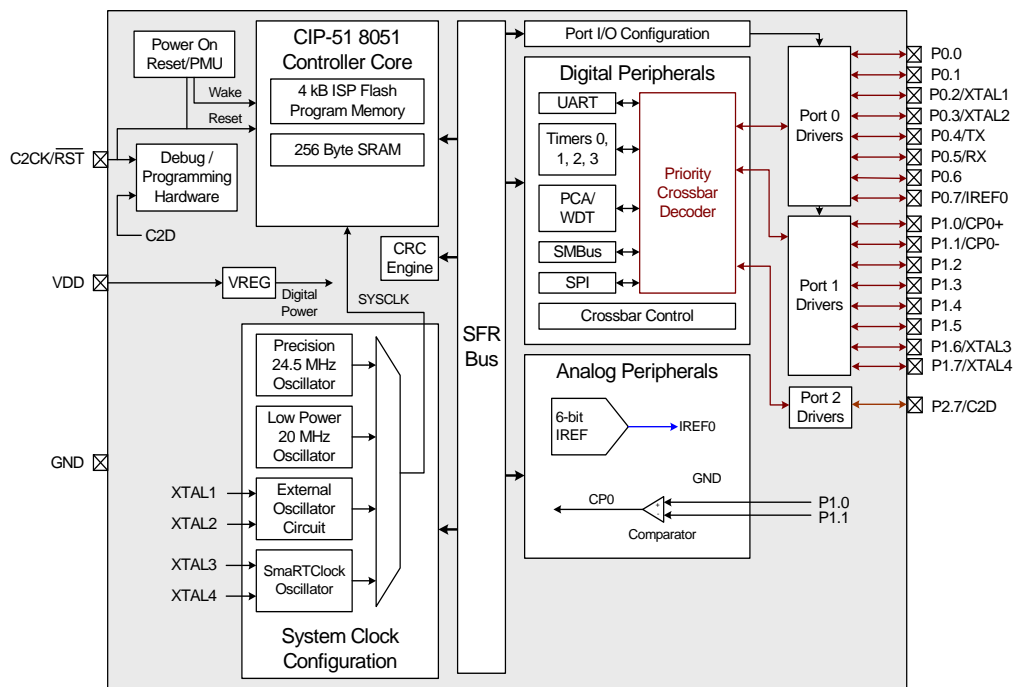 Power On
Reset/PMU
Wake
Reset
C2CK/RST
Debug /
Programming
Hardware
C2D
VDD
VREG
Digital
Power
GND
CIP-51 8051
Controller Core
4 kB ISP Flash
Program Memory
256 Byte SRAM
CRC
Engine
SYSCLK
Precision
24.5 MHz
Oscillator
Low Power
20 MHz
Oscillator
XTAL1
XTAL2
External
Oscillator
Circuit
XTAL3
XTAL4
SmaRTClock
Oscillator
System Clock
Configuration
SFR
Bus
Port I/O Configuration
Digital Peripherals
UART
Timers 0,
1, 2, 3
PCA/
WDT
SMBus
SPI
Priority
Crossbar
Decoder
Crossbar Control
Analog Peripherals
6-bit
IREF
IREF0
GND
CP0
+
-
Comparator
P1.0
P1.1
Port 0
Drivers
Port 1
Drivers
Port 2
Drivers
P0.0
P0.1
P0.2/XTAL1
P0.3/XTAL2
P0.4/TX
P0.5/RX
P0.6
P0.7/IREF0
P1.0/CP0+
P1.1/CP0-
P1.2
P1.3
P1.4
P1.5
P1.6/XTAL3
P1.7/XTAL4
P2.7/C2D